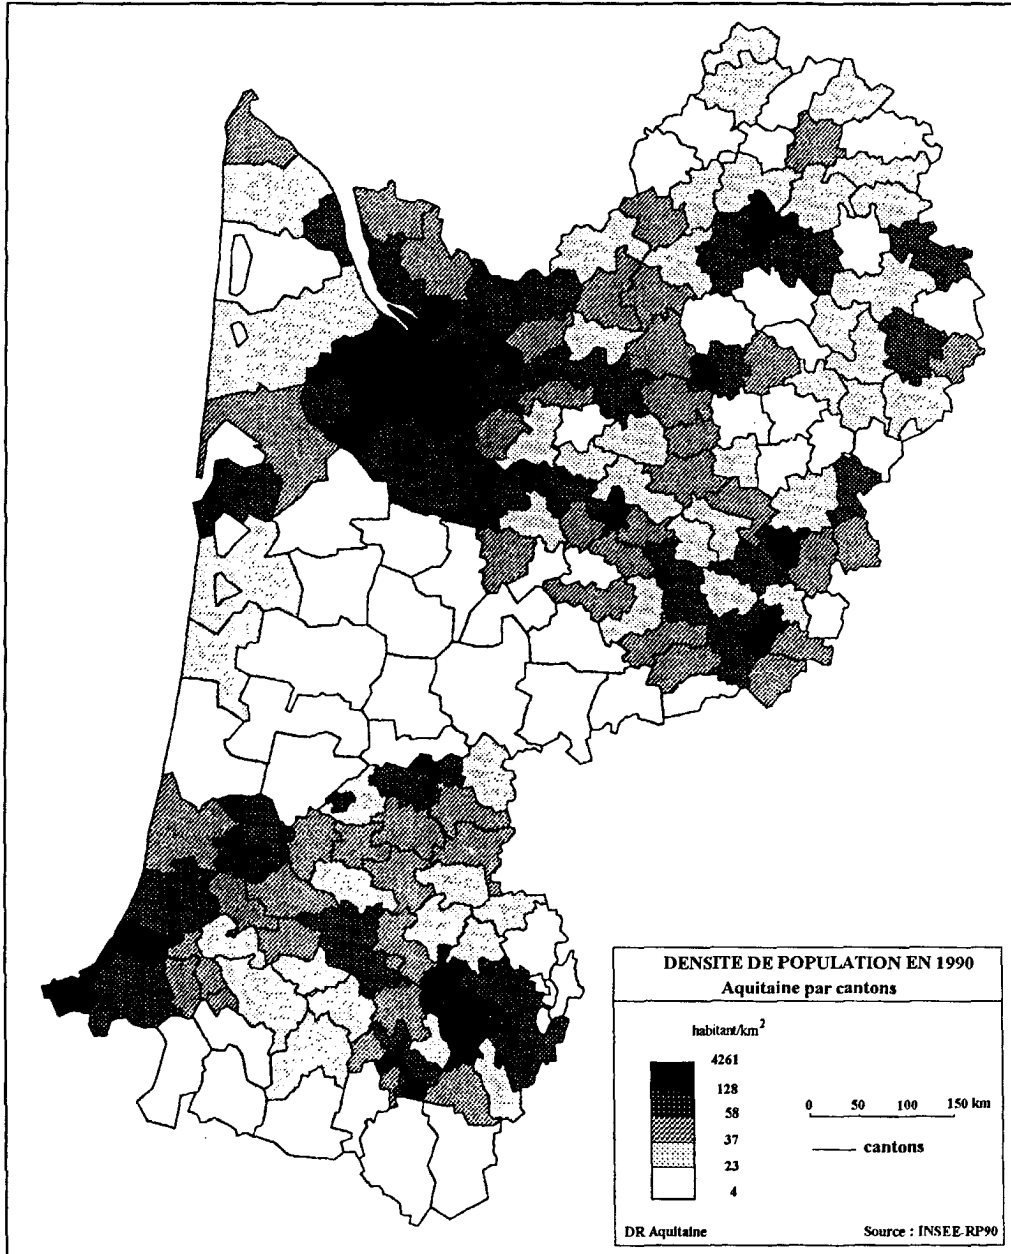 DENSITE DE POPULATION EN 1990
Aquitaine par cantons
habitant/km²
4261
128
58
37
23
4
0 50 100 150 km
cantons
DR Aquitaine
Source : INSEE-RP90